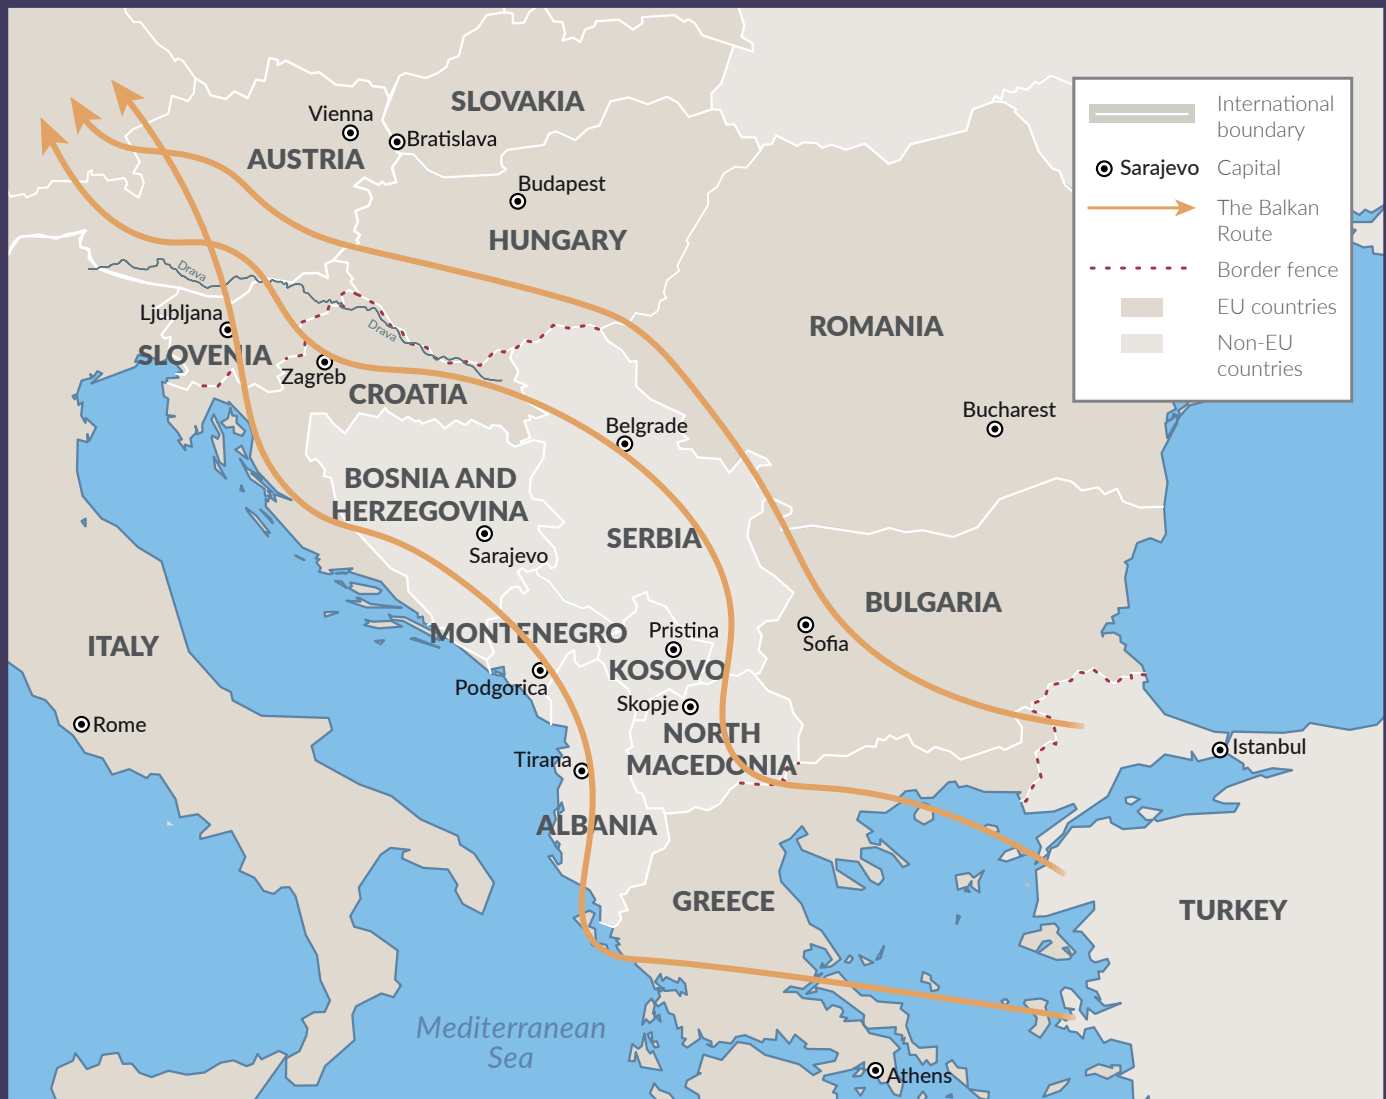 SLOVAKIA
Vienna
Bratislava
AUSTRIA
Budapest
HUNGARY
Drava
Ljubljana
SLOVENIA
Drava
Zagreb
CROATIA
ROMANIA
Bucharest
Belgrade
BOSNIA AND
HERZEGOVINA
Sarajevo
SERBIA
BULGARIA
Sofia
ITALY
MONTENEGRO
Pristina
KOSOVO
Podgorica
Skopje
NORTH
MACEDONIA
Rome
Tirana
Istanbul
ALBANIA
GREECE
TURKEY
Mediterranean
Sea
Athens
International
boundary
Sarajevo Capital
The Balkan
Route
Border fence
EU countries
Non-EU
countries